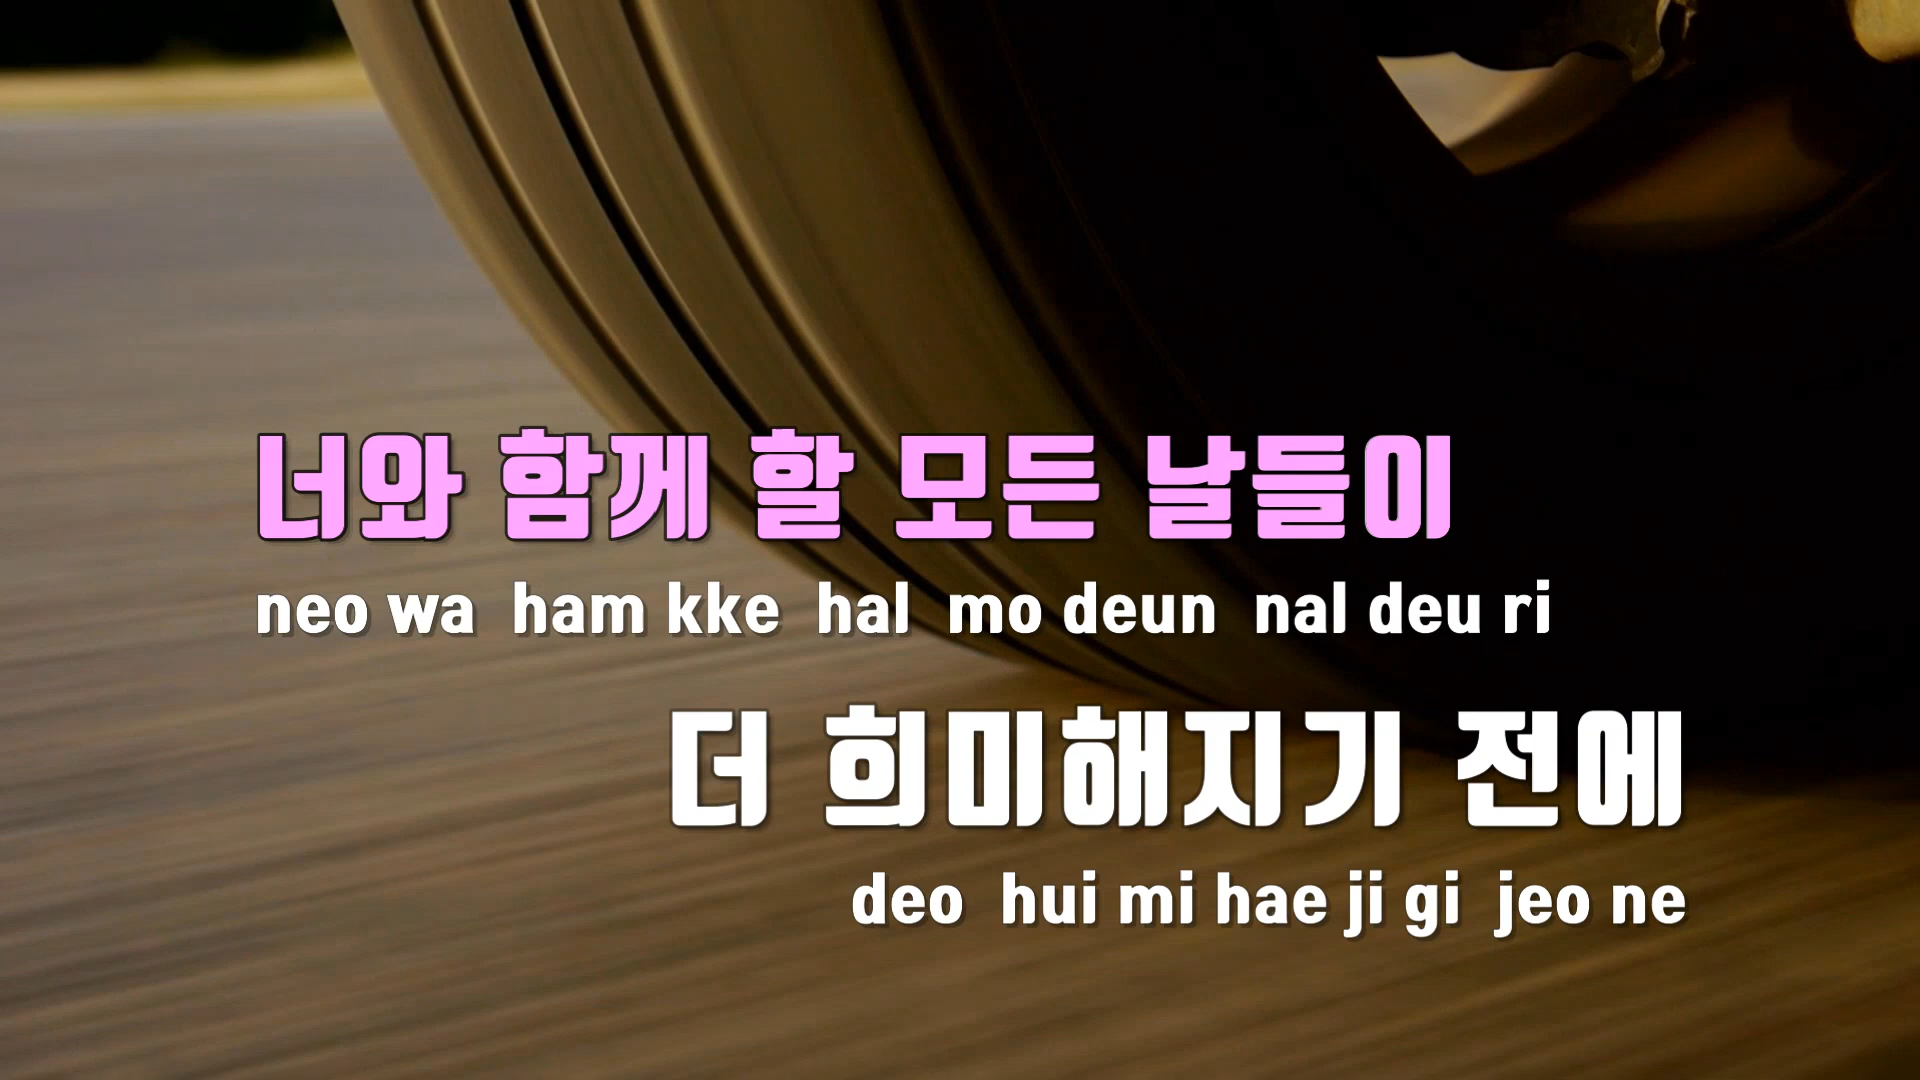 너와 함께 할 모든 날들이
neo wa ham kke hal mo deun nal deu ri
더 희미해지기 전에
deo hui mi hae ji gi jeo ne